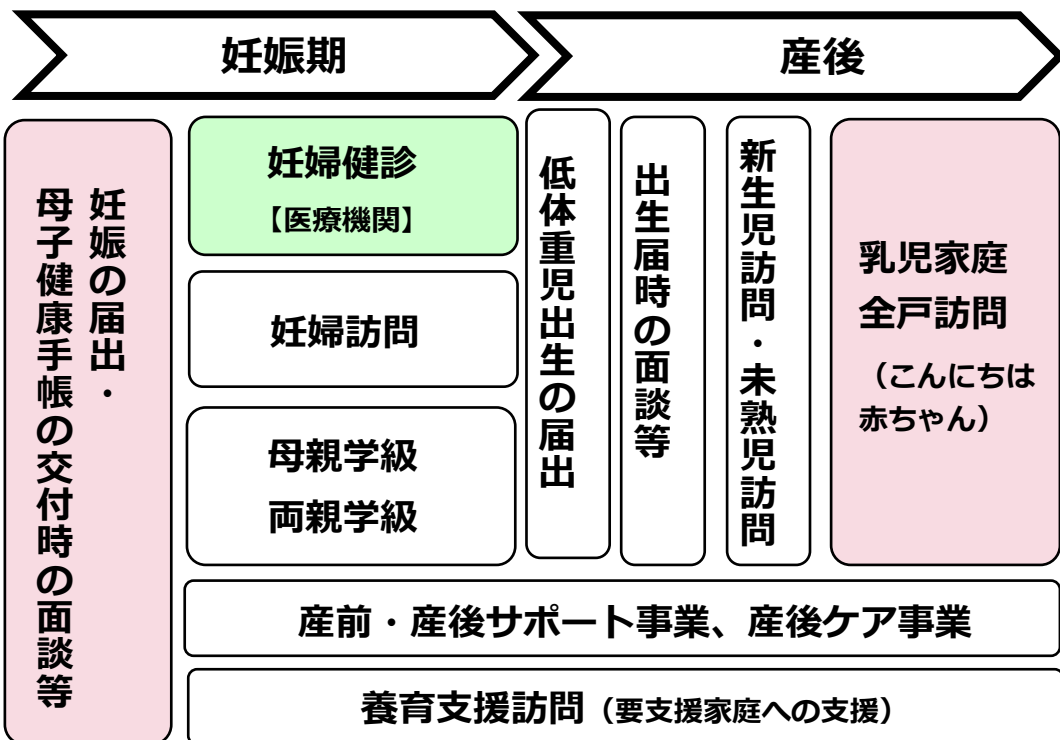 妊娠期
産後
妊娠の届出・
母子健康手帳の交付時の面談等
妊婦健診
【医療機関】
妊婦訪問
母親学級
両親学級
低体重児出生の届出
出生届時の面談等
新生児訪問・未熟児訪問
乳児家庭
全戸訪問
（こんにちは
赤ちゃん）
産前・産後サポート事業、産後ケア事業
養育支援訪問（要支援家庭への支援）